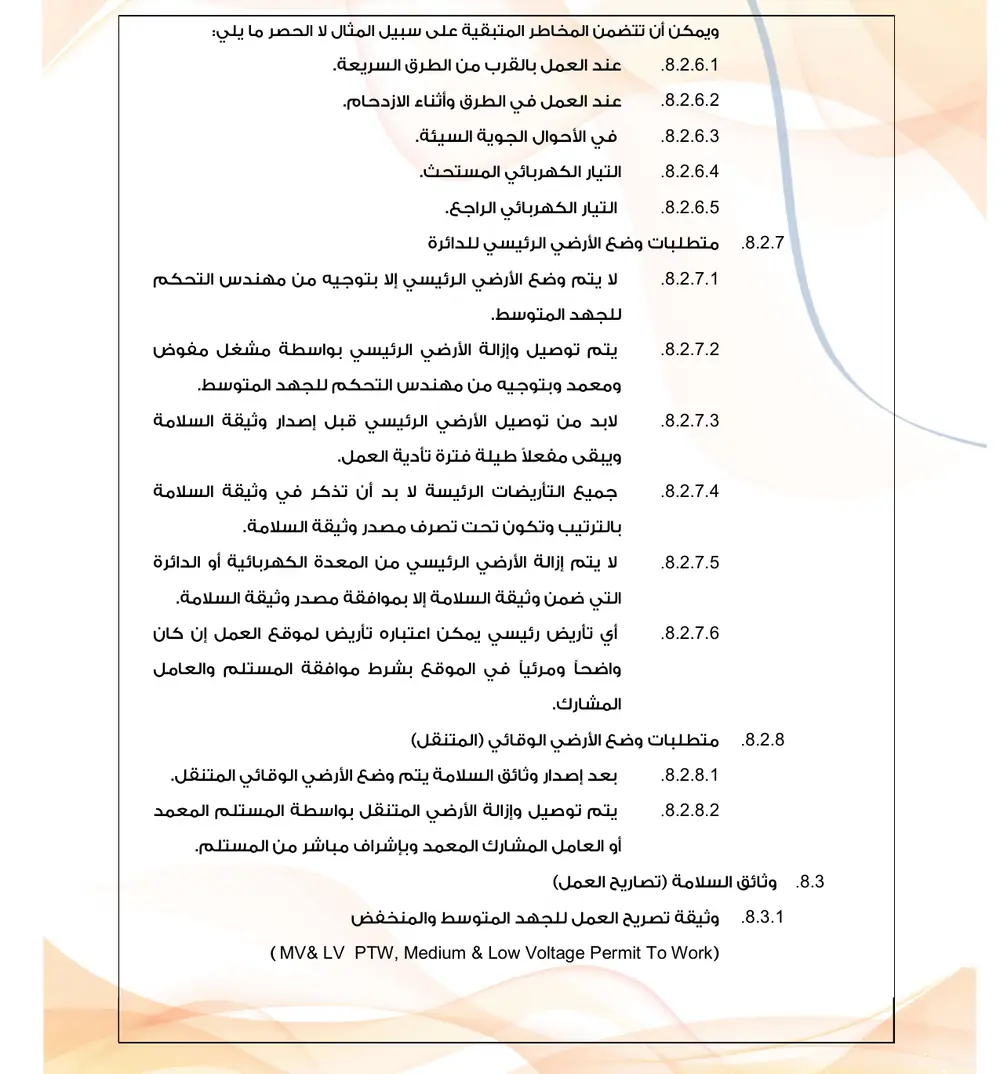 ويمكن أن تتضمن المخاطر المتبقية على سبيل المثال لا الحصر ما يلي:
8.2.6.1. عند العمل بالقرب من الطرق السريعة.
8.2.6.2. عند العمل في الطرق وأثناء الازدحام.
8.2.6.3. في الأحوال الجوية السيئة.
8.2.6.4. التيار الكهربائي المستحث.
8.2.6.5. التيار الكهربائي الراجع.
8.2.7. متطلبات وضع الأرضي الرئيسي للدائرة
8.2.7.1. لا يتم وضع الأرضي الرئيسي إلا بتوجيه من مهندس التحكم
للجهد المتوسط.
8.2.7.2. يتم توصيل وإزالة الأرضي الرئيسي بواسطة مشغل مفوض
ومعمد وبتوجيه من مهندس التحكم للجهد المتوسط.
8.2.7.3. لابد من توصيل الأرضي الرئيسي قبل إصدار وثيقة السلامة
ويبقى مفعلاً طيلة فترة تأدية العمل.
8.2.7.4. جميع التأريضات الرئيسة لا بد أن تذكر في وثيقة السلامة
بالترتيب وتكون تحت تصرف مصدر وثيقة السلامة.
8.2.7.5. لا يتم إزالة الأرضي الرئيسي من المعدة الكهربائية أو الدائرة
التي ضمن وثيقة السلامة إلا بموافقة مصدر وثيقة السلامة.
8.2.7.6. أي تأريض رئيسي يمكن اعتباره تأريض لموقع العمل إن كان
واضحاً ومرئياً في الموقع بشرط موافقة المستلم والعامل
المشارك.
8.2.8. متطلبات وضع الأرضي الوقائي (المتنقل)
8.2.8.1. بعد إصدار وثائق السلامة يتم وضع الأرضي الوقائي المتنقل.
8.2.8.2. يتم توصيل وإزالة الأرضي المتنقل بواسطة المستلم المعمد
أو العامل المشارك المعمد وبإشراف مباشر من المستلم.
8.3. وثائق السلامة (تصاريح العمل)
8.3.1. وثيقة تصريح العمل للجهد المتوسط والمنخفض
( MV& LV PTW, Medium & Low Voltage Permit To Work)